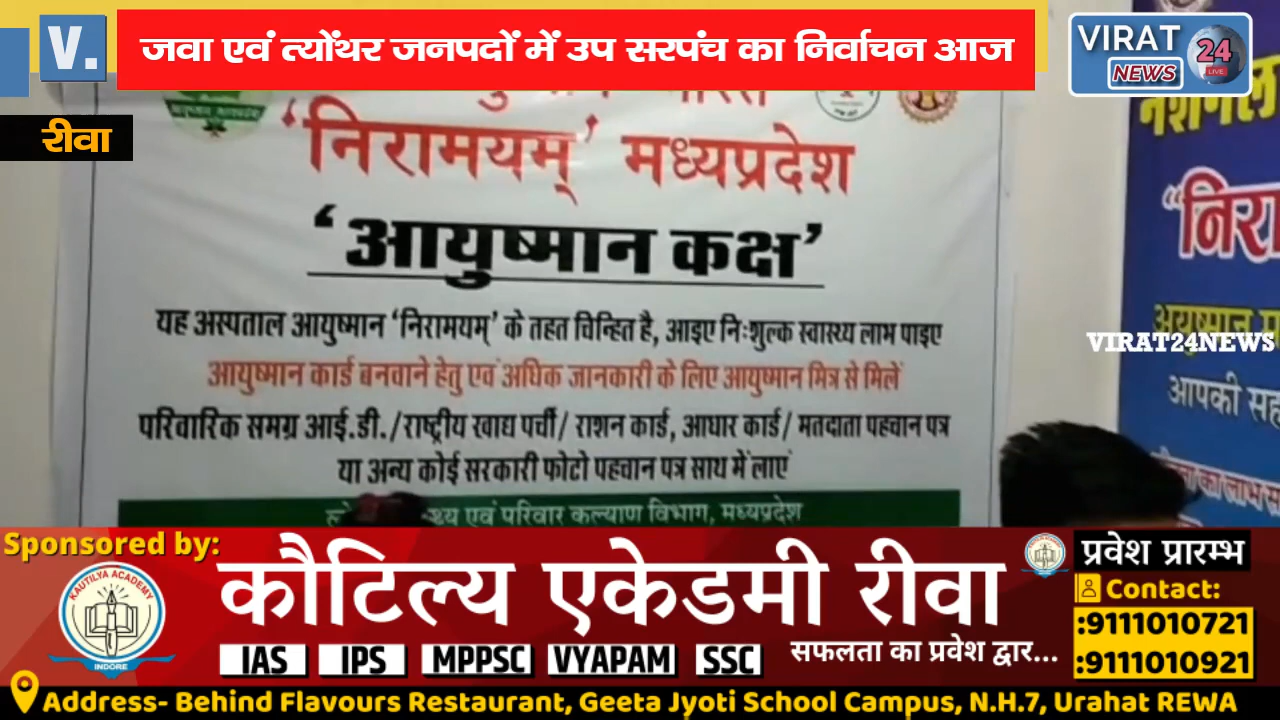 V.
जवा एवं त्योंथर जनपदों में उप सरपंच का निर्वाचन आज
VIRAT
24
NEWS
LIVE
रीवा
'निरामयम्' मध्यप्रदेश
'आयुष्मान कक्ष'
यह अस्पताल आयुष्मान 'निरामयम्' के तहत चिन्हित है, आइए निःशुल्क स्वास्थ्य लाभ पाइए
आयुष्मान कार्ड बनवाने हेतु एवं अधिक जानकारी के लिए आयुष्मान मित्र से मिलें
परिवारिक समग्र आई.डी./राष्ट्रीय खाद्य पर्ची/ राशन कार्ड, आधार कार्ड/ मतदाता पहचान पत्र
या अन्य कोई सरकारी फोटो पहचान पत्र साथ में लाएं
एवं परिवार कल्याण विभाग, मध्यप्रदेश
VIRAT24NEWS
आपकी
का लाभ
Sponsored by:
KAUTILYA ACADEMY
INDORE
कौटिल्य एकेडमी रीवा
IAS IPS MPPSC VYAPAM SSC
सफलता का प्रवेश द्वार...
प्रवेश प्रारम्भ
Contact:
:9111010721
:9111010921
Address- Behind Flavours Restaurant, Geeta Jyoti School Campus, N.H.7, Urahat REWA